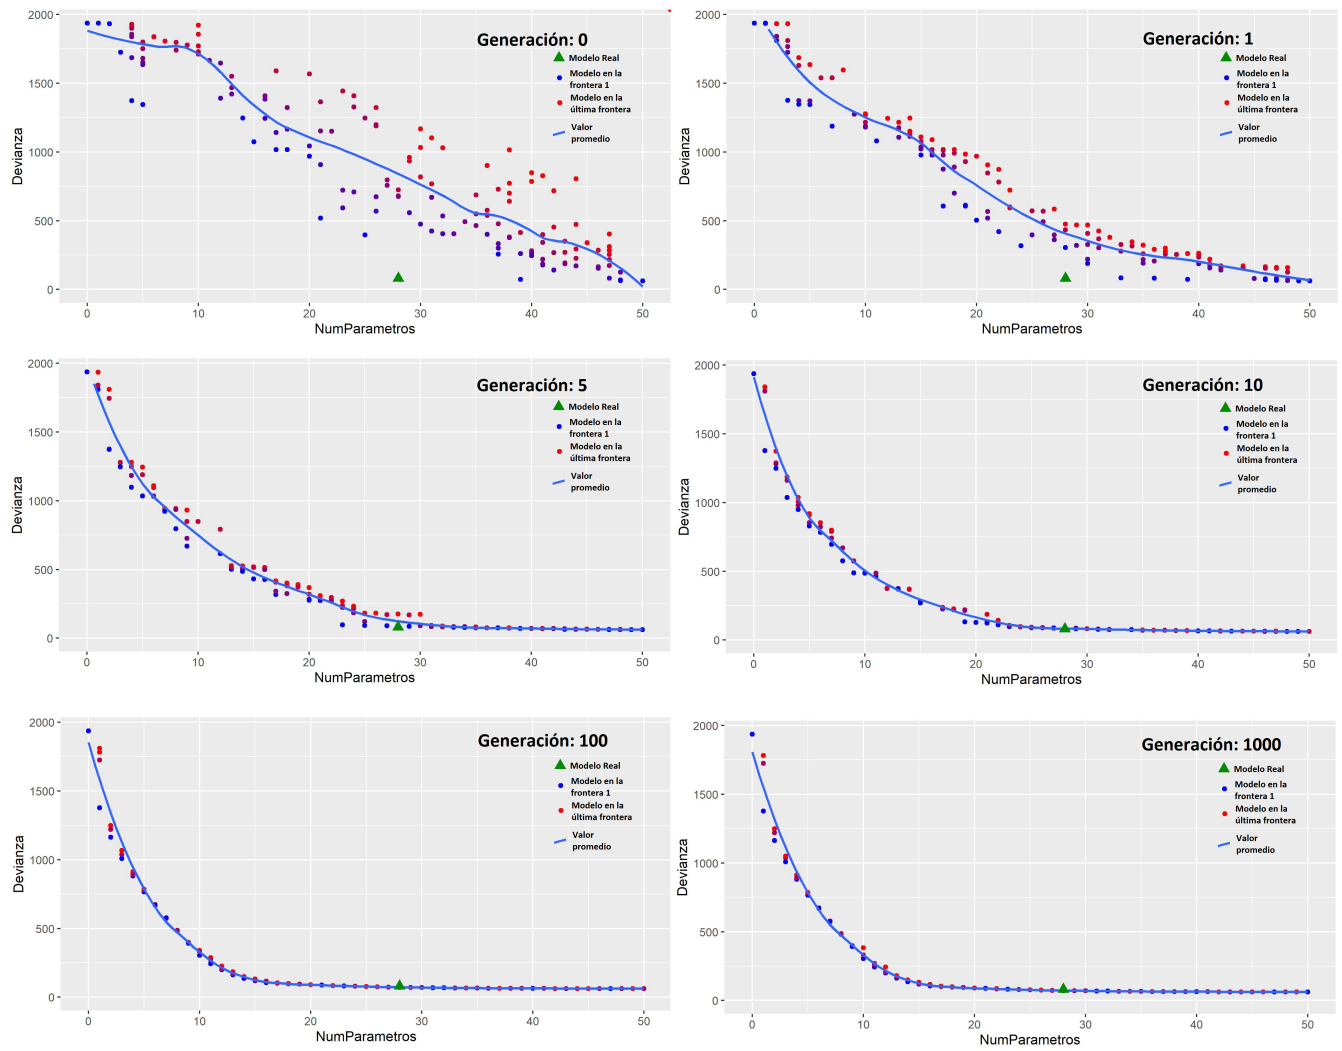 Generación: 0
Modelo Real
Modelo en la
frontera 1
Modelo en la
última frontera
Valor
promedio
Devianza
2000
1500
1000
500
0
0
10
20
30
40
50
NumParametros
Generación: 1
Modelo Real
Modelo en la
frontera 1
Modelo en la
última frontera
Valor
promedio
Devianza
2000
1500
1000
500
0
0
10
20
30
40
50
NumParametros
Generación: 5
Modelo Real
Modelo en la
frontera 1
Modelo en la
última frontera
Valor
promedio
Devianza
2000
1500
1000
500
0
0
10
20
30
40
50
NumParametros
Generación: 10
Modelo Real
Modelo en la
frontera 1
Modelo en la
última frontera
Valor
promedio
Devianza
2000
1500
1000
500
0
0
10
20
30
40
50
NumParametros
Generación: 100
Modelo Real
Modelo en la
frontera 1
Modelo en la
última frontera
Valor
promedio
Devianza
2000
1500
1000
500
0
0
10
20
30
40
50
NumParametros
Generación: 1000
Modelo Real
Modelo en la
frontera 1
Modelo en la
última frontera
Valor
promedio
Devianza
2000
1500
1000
500
0
0
10
20
30
40
50
NumParametros